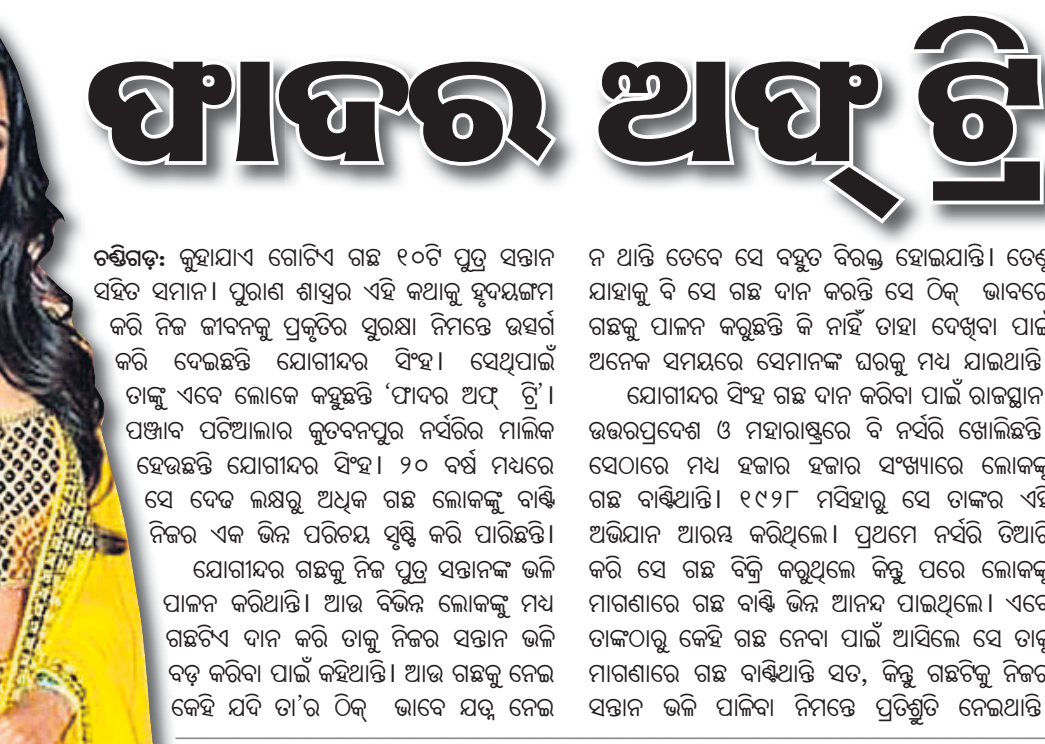 ଫାଦର ଅଫ୍ ଟ୍ରି
ଚଣ୍ଡିଗଡ଼: କୁହାଯାଏ ଗୋଟିଏ ଗଛ ୧୦ଟି ପୁତ୍ର ସନ୍ତାନ
ସହିତ ସମାନ। ପୁରାଣ ଶାସ୍ତ୍ରର ଏହି କଥାକୁ ହୃଦୟଙ୍ଗମ
କରି ନିଜ ଜୀବନକୁ ପ୍ରକୃତିର ସୁରକ୍ଷା ନିମନ୍ତେ ଉତ୍ସର୍ଗ
କରି ଦେଇଛନ୍ତି ଯୋଗୀନ୍ଦର ସିଂହ। ସେଥିପାଇଁ
ତାଙ୍କୁ ଏବେ ଲୋକେ କହୁଛନ୍ତି ‘ଫାଦର ଅଫ୍ ଟ୍ରି’।
ପଞ୍ଜାବ ପଟିଆଲାର କୁତବନପୁର ନର୍ସରିର ମାଲିକ
ହେଉଛନ୍ତି ଯୋଗୀନ୍ଦର ସିଂହ। ୨୦ ବର୍ଷ ମଧ୍ୟରେ
ସେ ଦେଢ ଲକ୍ଷରୁ ଅଧିକ ଗଛ ଲୋକଙ୍କୁ ବାଣ୍ଟି
ନିଜର ଏକ ଭିନ୍ନ ପରିଚୟ ସୃଷ୍ଟି କରି ପାରିଛନ୍ତି।
ଯୋଗୀନ୍ଦର ଗଛକୁ ନିଜ ପୁତ୍ର ସନ୍ତାନଙ୍କ ଭଳି
ପାଳନ କରିଥାନ୍ତି। ଆଉ ବିଭିନ୍ନ ଲୋକଙ୍କୁ ମଧ୍ୟ
ଗଛଟିଏ ଦାନ କରି ତାକୁ ନିଜର ସନ୍ତାନ ଭଳି
ବଡ଼ କରିବା ପାଇଁ କହିଥାନ୍ତି। ଆଉ ଗଛକୁ ନେଇ
କେହି ଯଦି ତା'ର ଠିକ୍ ଭାବେ ଯତ୍ନ ନେଇ
ନ ଥାନ୍ତି ତେବେ ସେ ବହୁତ ବିରକ୍ତ ହୋଇଯାନ୍ତି। ତେଣୁ
ଯାହାକୁ ବି ସେ ଗଛ ଦାନ କରନ୍ତି ସେ ଠିକ୍ ଭାବରେ
ଗଛକୁ ପାଳନ କରୁଛନ୍ତି କି ନାହିଁ ତାହା ଦେଖିବା ପାଇଁ
ଅନେକ ସମୟରେ ସେମାନଙ୍କ ଘରକୁ ମଧ୍ୟ ଯାଇଥାନ୍ତି
ଯୋଗୀନ୍ଦର ସିଂହ ଗଛ ଦାନ କରିବା ପାଇଁ ରାଜସ୍ଥାନ
ଉତ୍ତରପ୍ରଦେଶ ଓ ମହାରାଷ୍ଟ୍ରରେ ବି ନର୍ସରି ଖୋଲିଛନ୍ତି
ସେଠାରେ ମଧ୍ୟ ହଜାର ହଜାର ସଂଖ୍ୟାରେ ଲୋକଙ୍କୁ
ଗଛ ବାଣ୍ଟିଥାନ୍ତି। ୧୯୨୮ ମସିହାରୁ ସେ ତାଙ୍କର ଏହି
ଅଭିଯାନ ଆରମ୍ଭ କରିଥିଲେ। ପ୍ରଥମେ ନର୍ସରି ତିଆରି
କରି ସେ ଗଛ ବିକ୍ରି କରୁଥିଲେ କିନ୍ତୁ ପରେ ଲୋକଙ୍କୁ
ମାଗଣାରେ ଗଛ ବାଣ୍ଟି ଭିନ୍ନ ଆନନ୍ଦ ପାଇଥିଲେ। ଏବେ
ତାଙ୍କଠାରୁ କେହି ଗଛ ନେବା ପାଇଁ ଆସିଲେ ସେ ତାକୁ
ମାଗଣାରେ ଗଛ ବାଣ୍ଟିଥାନ୍ତି ସତ, କିନ୍ତୁ ଗଛଟିକୁ ନିଜର
ସନ୍ତାନ ଭଳି ପାଳିବା ନିମନ୍ତେ ପ୍ରତିଶ୍ରୁତି ନେଇଥାନ୍ତି